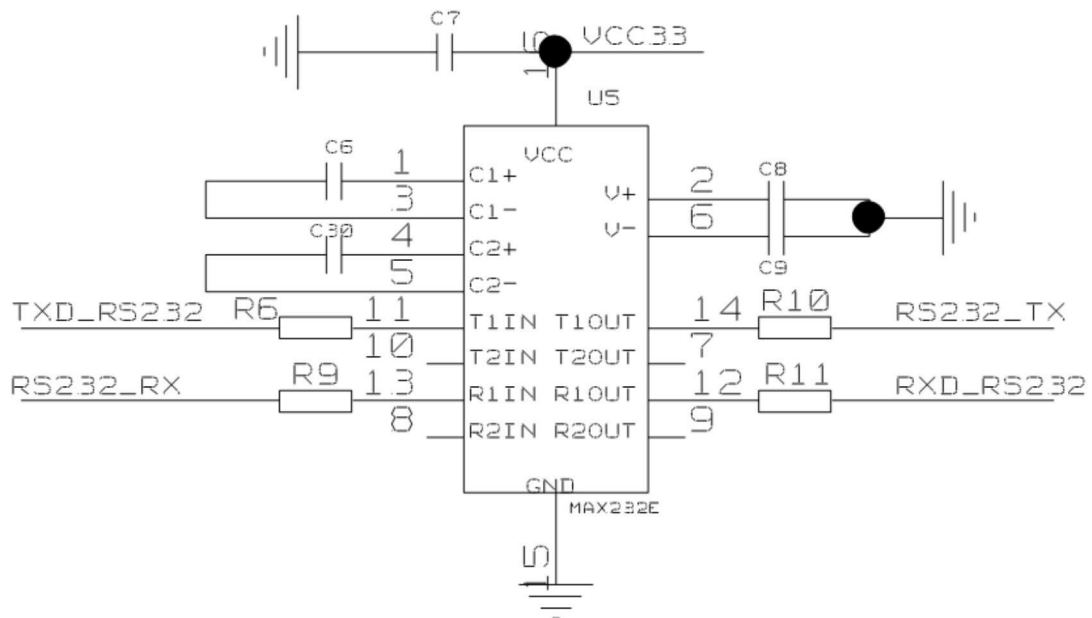 C7
16
VCC33
U5
VCC
C6
1
C1+
3
C1-
C30
4
C2+
5
C2-
V+
2
C8
V-
6
C9
TXD_RS232
R6
11
T1IN
T1OUT
14
R10
RS232_TX
10
T2IN
T2OUT
7
RS232_RX
R9
13
R1IN
R1OUT
12
R11
RXD_RS232
8
R2IN
R2OUT
9
GND
MAX232E
15